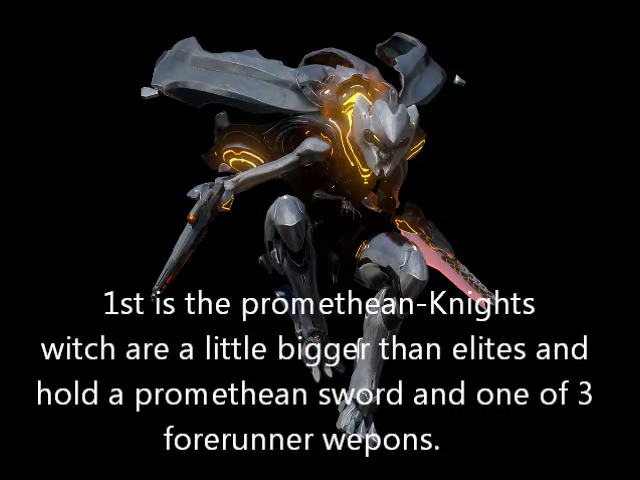 1st is the promethean-Knights
witch are a little bigger than elites and
hold a promethean sword and one of 3
forerunner wepons.